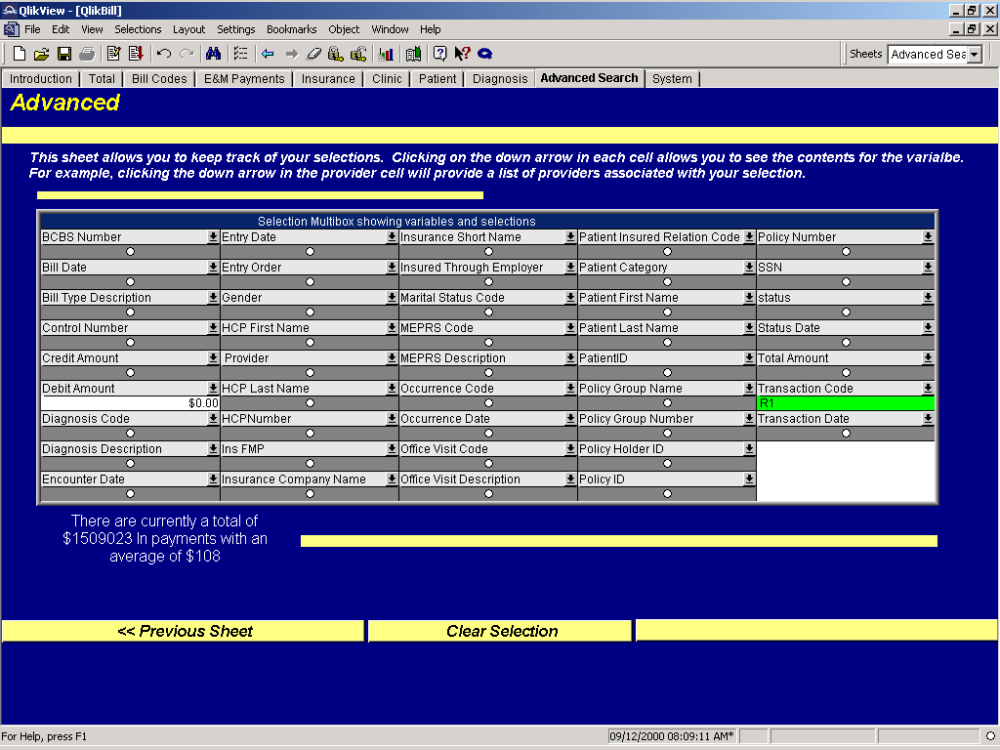 QlikView - [QlikBill]
File Edit View Selections Layout Settings Bookmarks Object Window Help
Sheets Advanced Sea
Introduction Total Bill Codes E&M Payments Insurance Clinic Patient Diagnosis Advanced Search System
Advanced
This sheet allows you to keep track of your selections. Clicking on the down arrow in each cell allows you to see the contents for the varialbe.
For example, clicking the down arrow in the provider cell will provide a list of providers associated with your selection.
Selection Multibox showing variables and selections
BCBS Number Entry Date Insurance Short Name Patient Insured Relation Code Policy Number
Bill Date Entry Order Insured Through Employer Patient Category SSN
Bill Type Description Gender Marital Status Code Patient First Name status
Control Number HCP First Name MEPRS Code Patient Last Name Status Date
Credit Amount Provider MEPRS Description PatientID Total Amount
Debit Amount HCP Last Name Occurrence Code Policy Group Name Transaction Code
$0.00 R1
Diagnosis Code HCPNumber Occurrence Date Policy Group Number Transaction Date
Diagnosis Description Ins FMP Office Visit Code Policy Holder ID
Encounter Date Insurance Company Name Office Visit Description Policy ID
There are currently a total of
$1509023 In payments with an
average of $108
<< Previous Sheet Clear Selection
For Help, press F1 09/12/2000 08:09:11 AM*